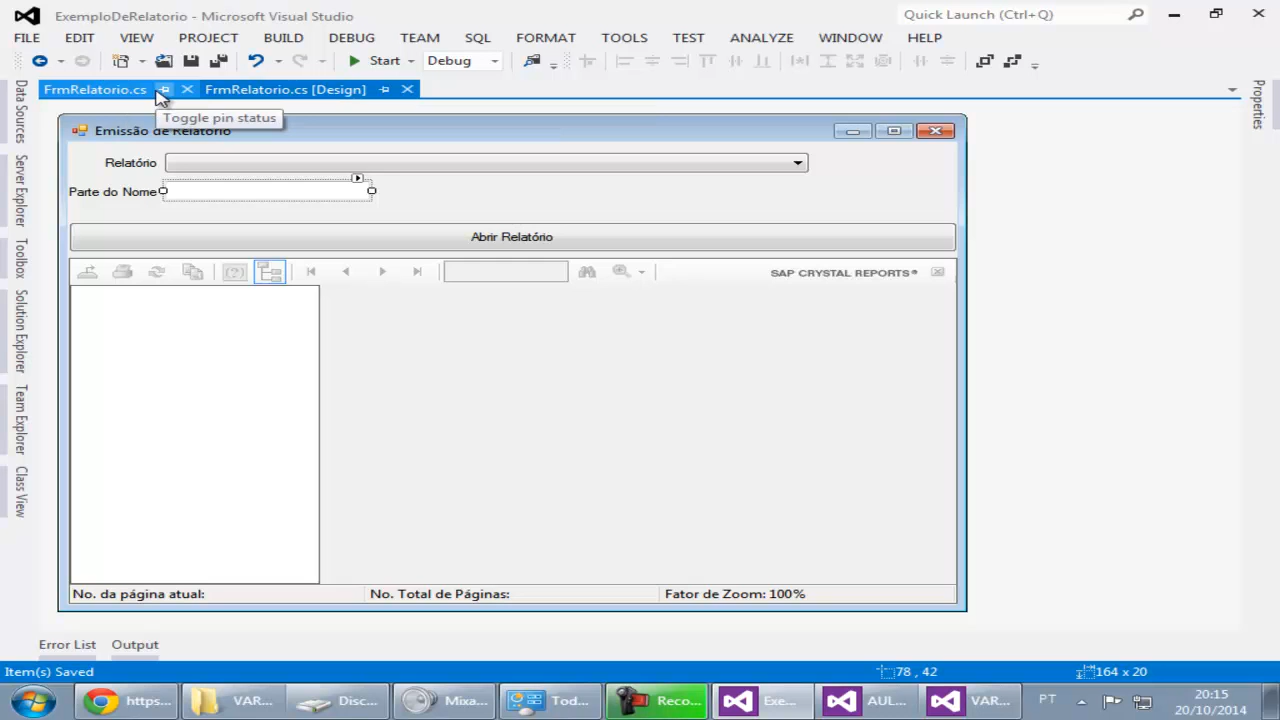 ExemploDeRelatorio - Microsoft Visual Studio
Quick Launch (Ctrl+Q)
FILE EDIT VIEW PROJECT BUILD DEBUG TEAM SQL FORMAT TOOLS TEST ANALYZE WINDOW HELP
Start Debug
FrmRelatorio.cs FrmRelatorio.cs [Design]
Toggle pin status
Data Sources
Server Explorer
Toolbox
Solution Explorer
Team Explorer
Class View
Properties
Emissão de Relatório
Relatório
Parte do Nome
Abrir Relatório
SAP CRYSTAL REPORTS®
No. da página atual: No. Total de Páginas: Fator de Zoom: 100%
Error List Output
Item(s) Saved 78 , 42 164 x 20
https... VAR... Disc... Mixa... Tod... Reco... Exe... AUL... VAR... PT 20:15
20/10/2014